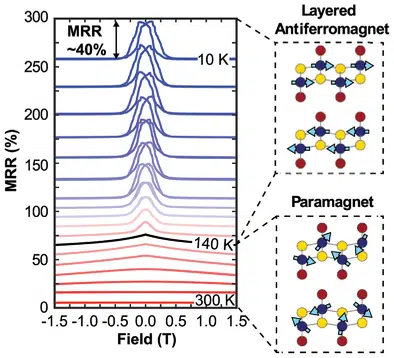 Layered
Antiferromagnet
300
MRR
~40%
10 K
250
200
MRR (%)
150
100
Paramagnet
140 K
50
300 K
0
-1.5 -1.0 -0.5 0.0 0.5 1.0 1.5
Field (T)